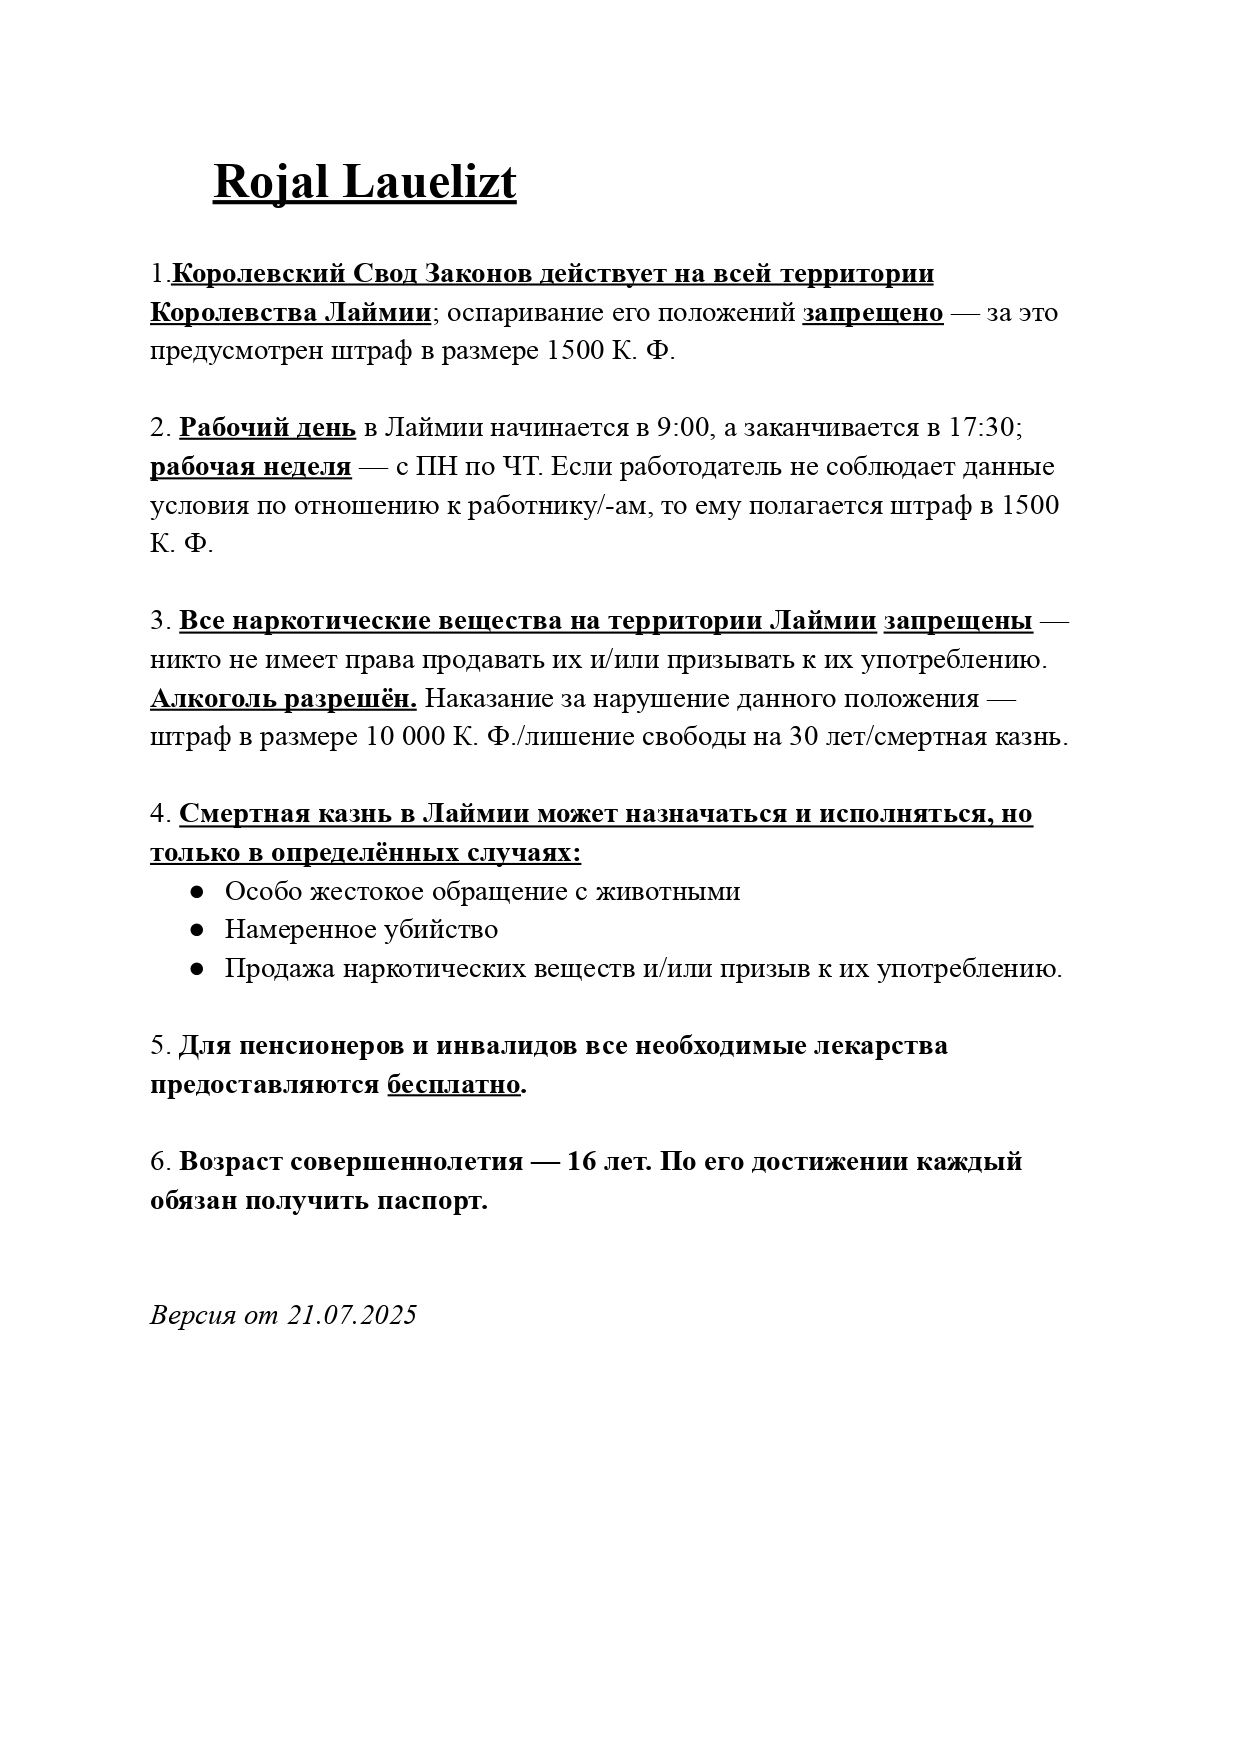 Rojal Lauelizt
1.Королевский Свод Законов действует на всей территории
Королевства Лаймии; оспаривание его положений запрещено — за это
предусмотрен штраф в размере 1500 К. Ф.
2. Рабочий день в Лаймии начинается в 9:00, а заканчивается в 17:30;
рабочая неделя — с ПН по ЧТ. Если работодатель не соблюдает данные
условия по отношению к работнику/-ам, то ему полагается штраф в 1500
К. Ф.
3. Все наркотические вещества на территории Лаймии запрещены —
никто не имеет права продавать их и/или призывать к их употреблению.
Алкоголь разрешён. Наказание за нарушение данного положения —
штраф в размере 10 000 К. Ф./лишение свободы на 30 лет/смертная казнь.
4. Смертная казнь в Лаймии может назначаться и исполняться, но
только в определённых случаях:
● Особо жестокое обращение с животными
● Намеренное убийство
● Продажа наркотических веществ и/или призыв к их употреблению.
5. Для пенсионеров и инвалидов все необходимые лекарства
предоставляются бесплатно.
6. Возраст совершеннолетия — 16 лет. По его достижении каждый
обязан получить паспорт.
Версия от 21.07.2025